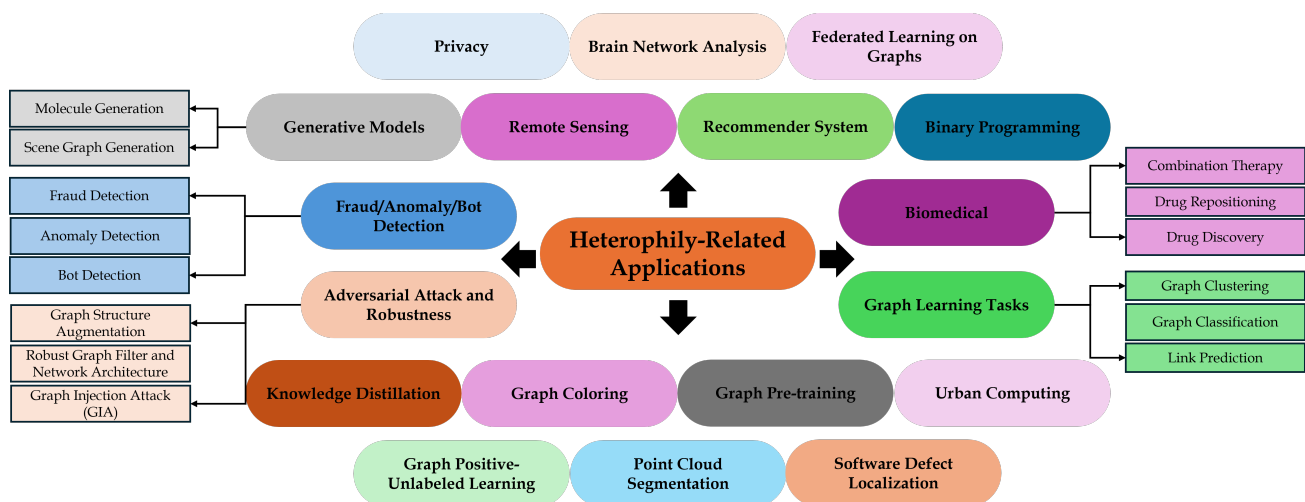 Privacy
Brain Network Analysis
Federated Learning on
Graphs
Molecule Generation
Scene Graph Generation
Generative Models
Remote Sensing
Recommender System
Binary Programming
Fraud Detection
Anomaly Detection
Bot Detection
Fraud/Anomaly/Bot
Detection
Heterophily-Related
Applications
Biomedical
Combination Therapy
Drug Repositioning
Drug Discovery
Adversarial Attack and
Robustness
Graph Structure
Augmentation
Robust Graph Filter and
Network Architecture
Graph Injection Attack
(GIA)
Graph Learning Tasks
Graph Clustering
Graph Classification
Link Prediction
Knowledge Distillation
Graph Coloring
Graph Pre-training
Urban Computing
Graph Positive-
Unlabeled Learning
Point Cloud
Segmentation
Software Defect
Localization